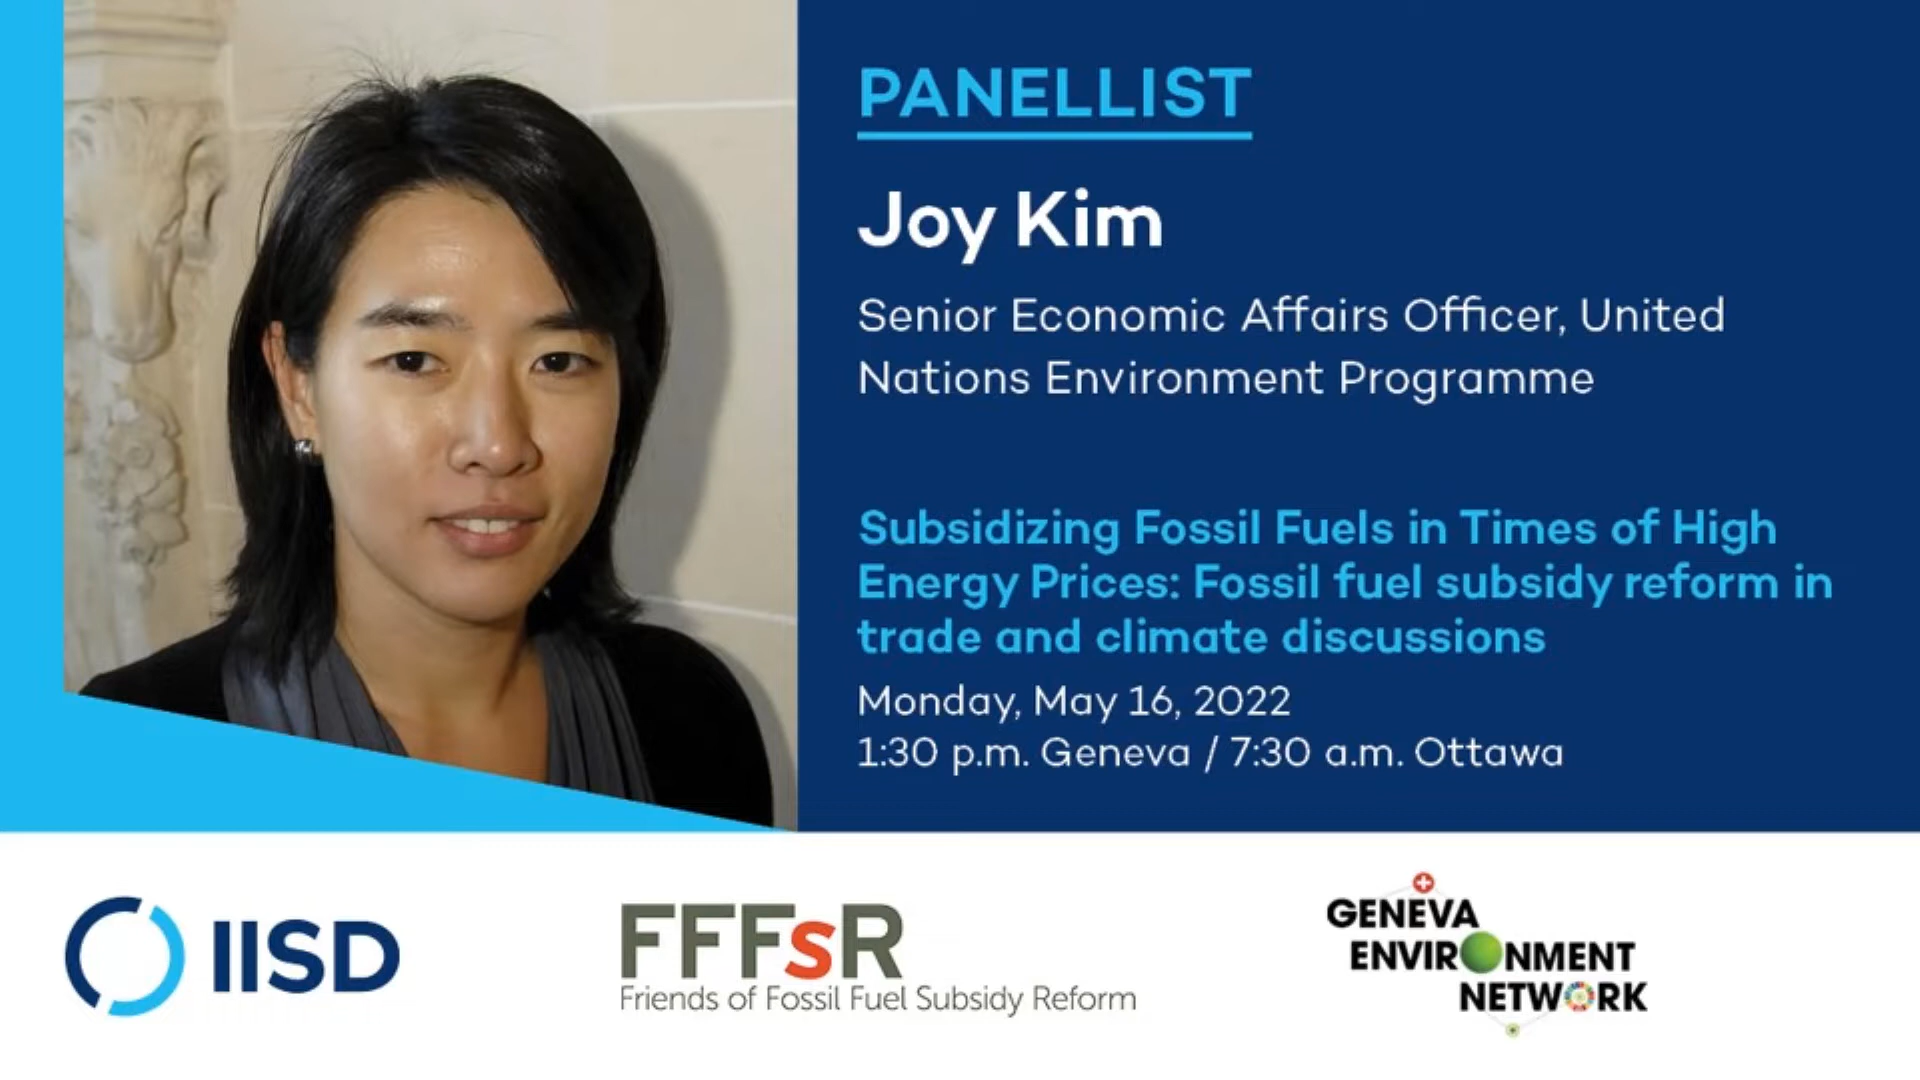 PANELLIST
Joy Kim
Senior Economic Affairs Officer, United
Nations Environment Programme
Subsidizing Fossil Fuels in Times of High
Energy Prices: Fossil fuel subsidy reform in
trade and climate discussions
Monday, May 16, 2022
1:30 p.m. Geneva / 7:30 a.m. Ottawa
IISD
FFFsR
Friends of Fossil Fuel Subsidy Reform
GENEVA
ENVIRONMENT
NETWORK